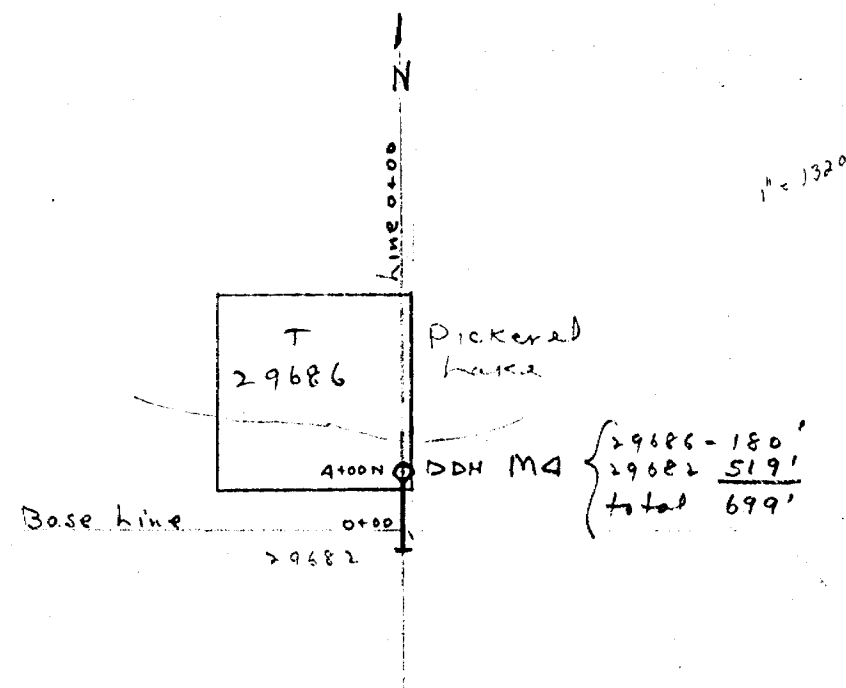 N
Line 0+00
1" = 1320
T
29686
Pickerel
Lake
4+00N
DDH M4
29686 - 180'
29682 519'
total 699'
Base Line
0+00
29682